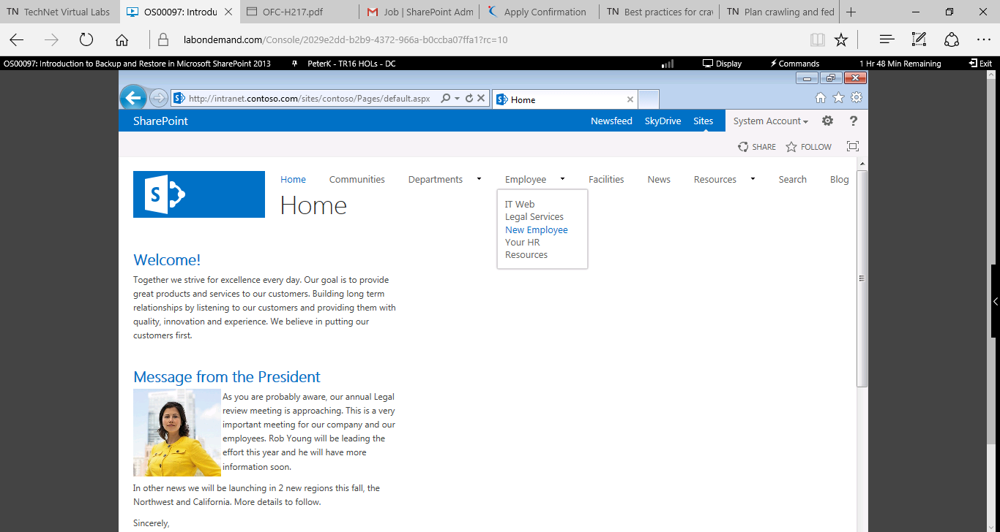 TN TechNet Virtual Labs
OS00097: Introdu
OFC-H217.pdf
Job | SharePoint Adm
Apply Confirmation
TN Best practices for crav
TN Plan crawling and fed
labondemand.com/Console/2029e2dd-b2b9-4372-966a-b0ccba07ffa1?rc=10
OS00097: Introduction to Backup and Restore in Microsoft SharePoint 2013
PeterK - TR16 HOLs - DC
Display
Commands
1 Hr 48 Min Remaining
Exit
http://intranet.contoso.com/sites/contoso/Pages/default.aspx
Home
SharePoint
Newsfeed
SkyDrive
Sites
System Account
?
SHARE
FOLLOW
S
Home
Communities
Departments
Employee
Facilities
News
Resources
Search
Blog
Home
IT Web
Legal Services
New Employee
Your HR
Resources
Welcome!
Together we strive for excellence every day. Our goal is to provide
great products and services to our customers. Building long term
relationships by listening to our customers and providing them with
quality, innovation and experience. We believe in putting our
customers first.
Message from the President
As you are probably aware, our annual Legal
review meeting is approaching. This is a very
important meeting for our company and our
employees. Rob Young will be leading the
effort this year and he will have more
information soon.
In other news we will be launching in 2 new regions this fall, the
Northwest and California. More details to follow.
Sincerely,